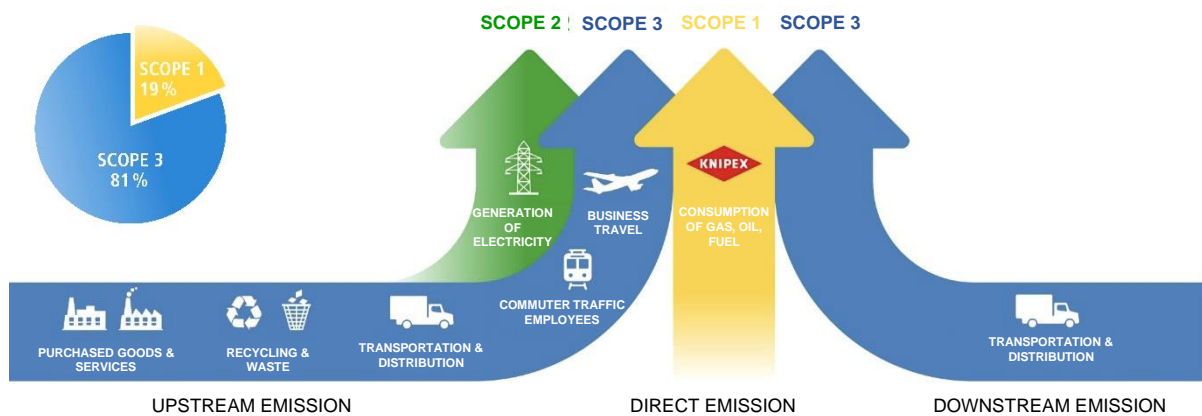 SCOPE 2
SCOPE 3
SCOPE 1
SCOPE 3
SCOPE 1
19 %
SCOPE 3
81 %
KNIPEX
GENERATION
OF
ELECTRICITY
BUSINESS
TRAVEL
CONSUMPTION
OF GAS, OIL,
FUEL
COMMUTER TRAFFIC
EMPLOYEES
PURCHASED GOODS &
SERVICES
RECYCLING &
WASTE
TRANSPORTATION &
DISTRIBUTION
TRANSPORTATION &
DISTRIBUTION
UPSTREAM EMISSION
DIRECT EMISSION
DOWNSTREAM EMISSION